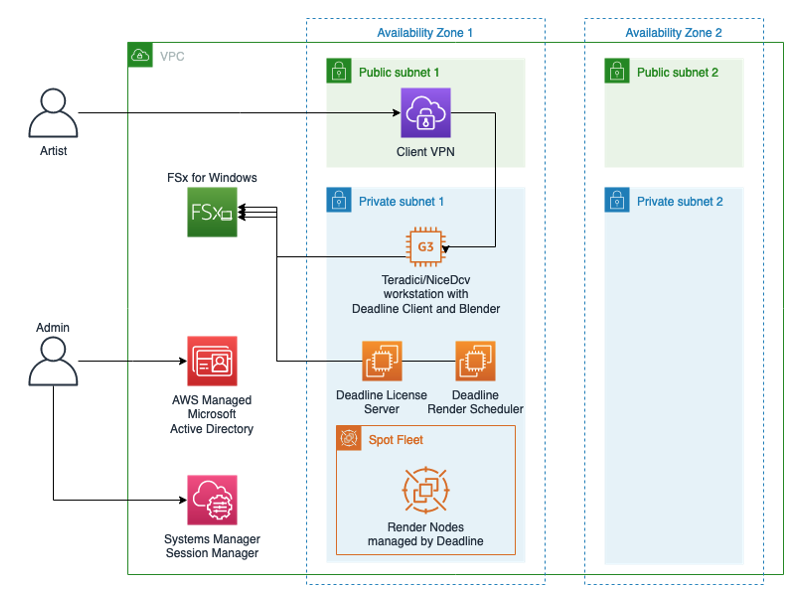 Availability Zone 1
Availability Zone 2
VPC
Public subnet 1
Public subnet 2
Artist
Client VPN
FSx for Windows
FSx
Private subnet 1
Private subnet 2
G3
Teradici/NiceDcv
workstation with
Deadline Client and Blender
Admin
AWS Managed
Microsoft
Active Directory
Deadline License
Server
Deadline
Render Scheduler
Spot Fleet
Render Nodes
managed by Deadline
Systems Manager
Session Manager